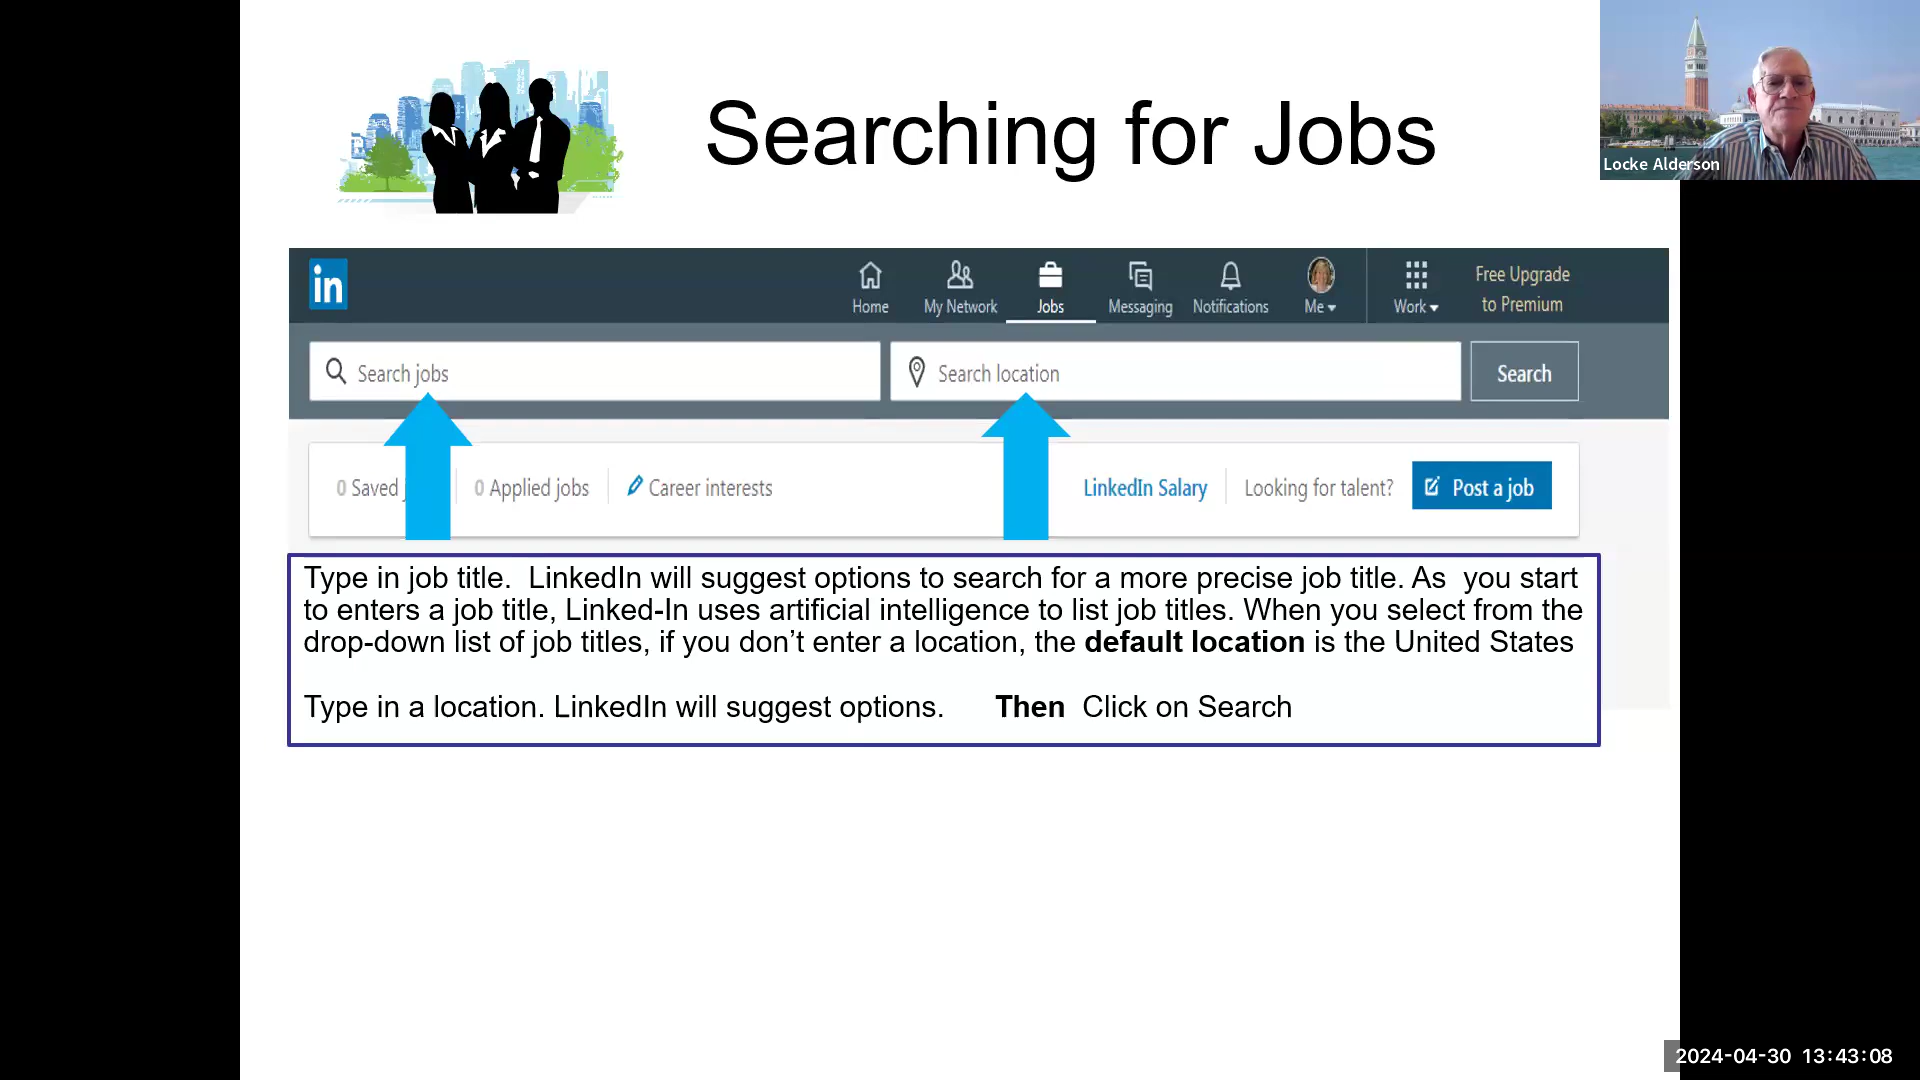 Searching for Jobs
Locke Alderson
in
Home
My Network
Jobs
Messaging
Notifications
Me
Work
Free Upgrade
to Premium
Search jobs
Search location
Search
0 Saved
0 Applied jobs
Career interests
LinkedIn Salary
Looking for talent?
Post a job
Type in job title.  LinkedIn will suggest options to search for a more precise job title. As  you start
to enters a job title, Linked-In uses artificial intelligence to list job titles. When you select from the
drop-down list of job titles, if you don’t enter a location, the default location is the United States
Type in a location. LinkedIn will suggest options.      Then  Click on Search
2024-04-30 13:43:08